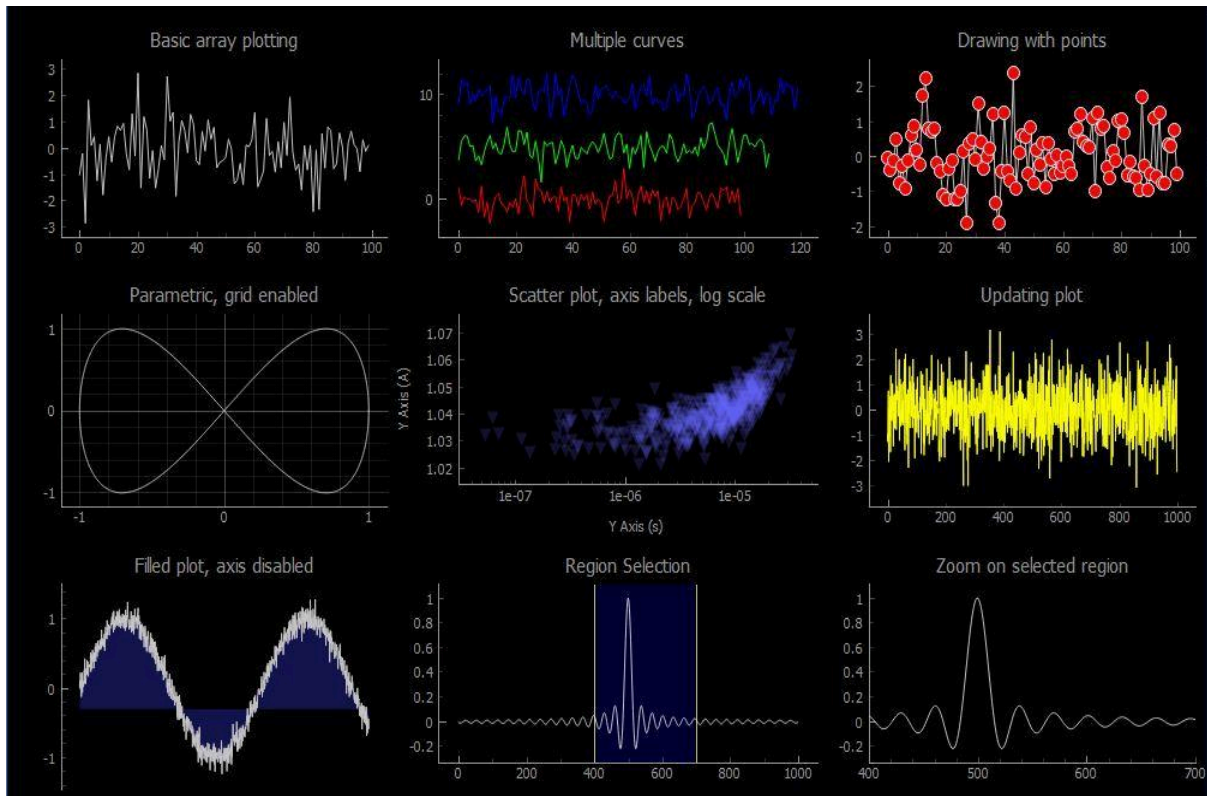 Basic array plotting
3
2
1
0
-1
-2
-3
0 20 40 60 80 100
Multiple curves
10
0
0 20 40 60 80 100 120
Drawing with points
2
1
0
-1
-2
0 20 40 60 80 100
Parametric, grid enabled
1
0
-1
-1 0 1
Scatter plot, axis labels, log scale
Y Axis (A)
1.07
1.06
1.05
1.04
1.03
1.02
1e-07 1e-06 1e-05
Y Axis (s)
Updating plot
3
2
1
0
-1
-2
-3
0 200 400 600 800 1000
Filled plot, axis disabled
1
0
-1
Region Selection
1
0.8
0.6
0.4
0.2
0
-0.2
0 200 400 600 800 1000
Zoom on selected region
1
0.8
0.6
0.4
0.2
0
-0.2
400 500 600 700